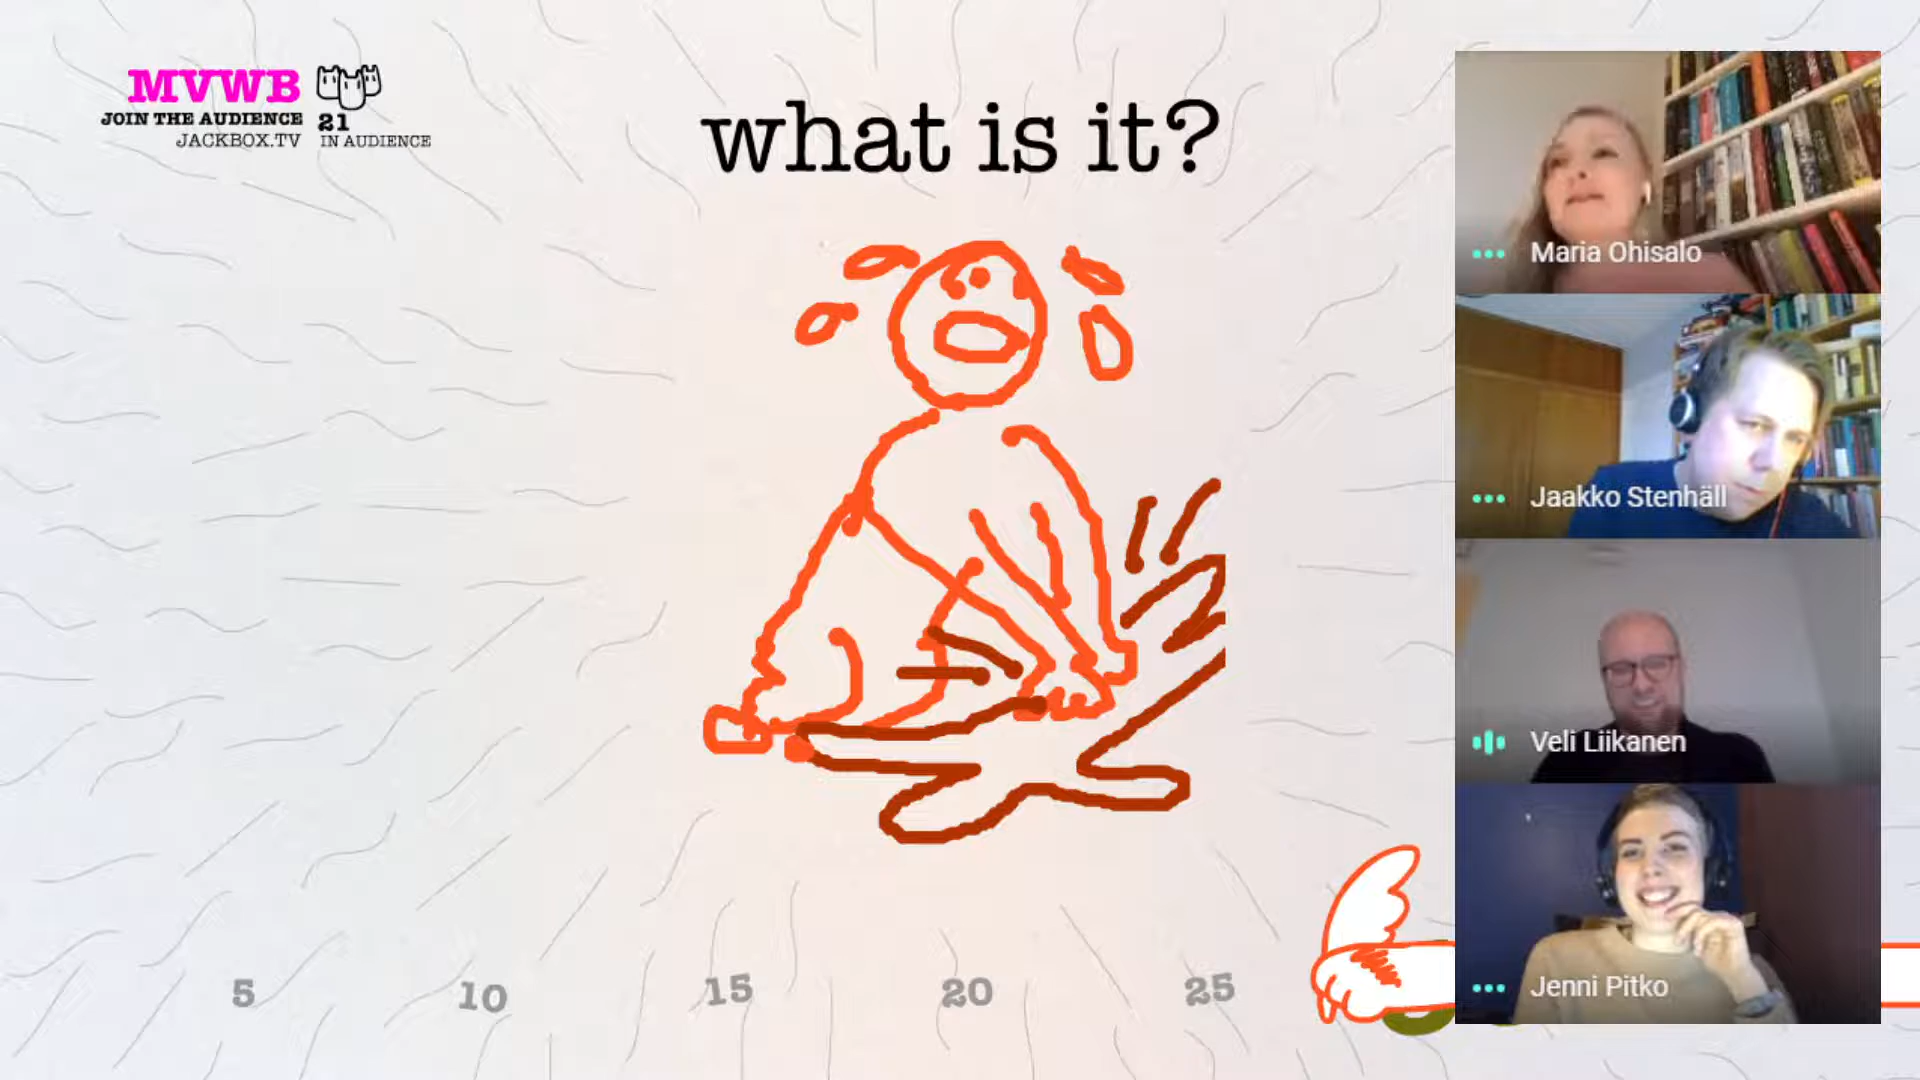 MVWB
JOIN THE AUDIENCE
JACKBOX.TV
21
IN AUDIENCE
what is it?
Maria Ohisalo
Jaakko Stenhäll
Veli Liikanen
Jenni Pitko
5 10 15 20 25